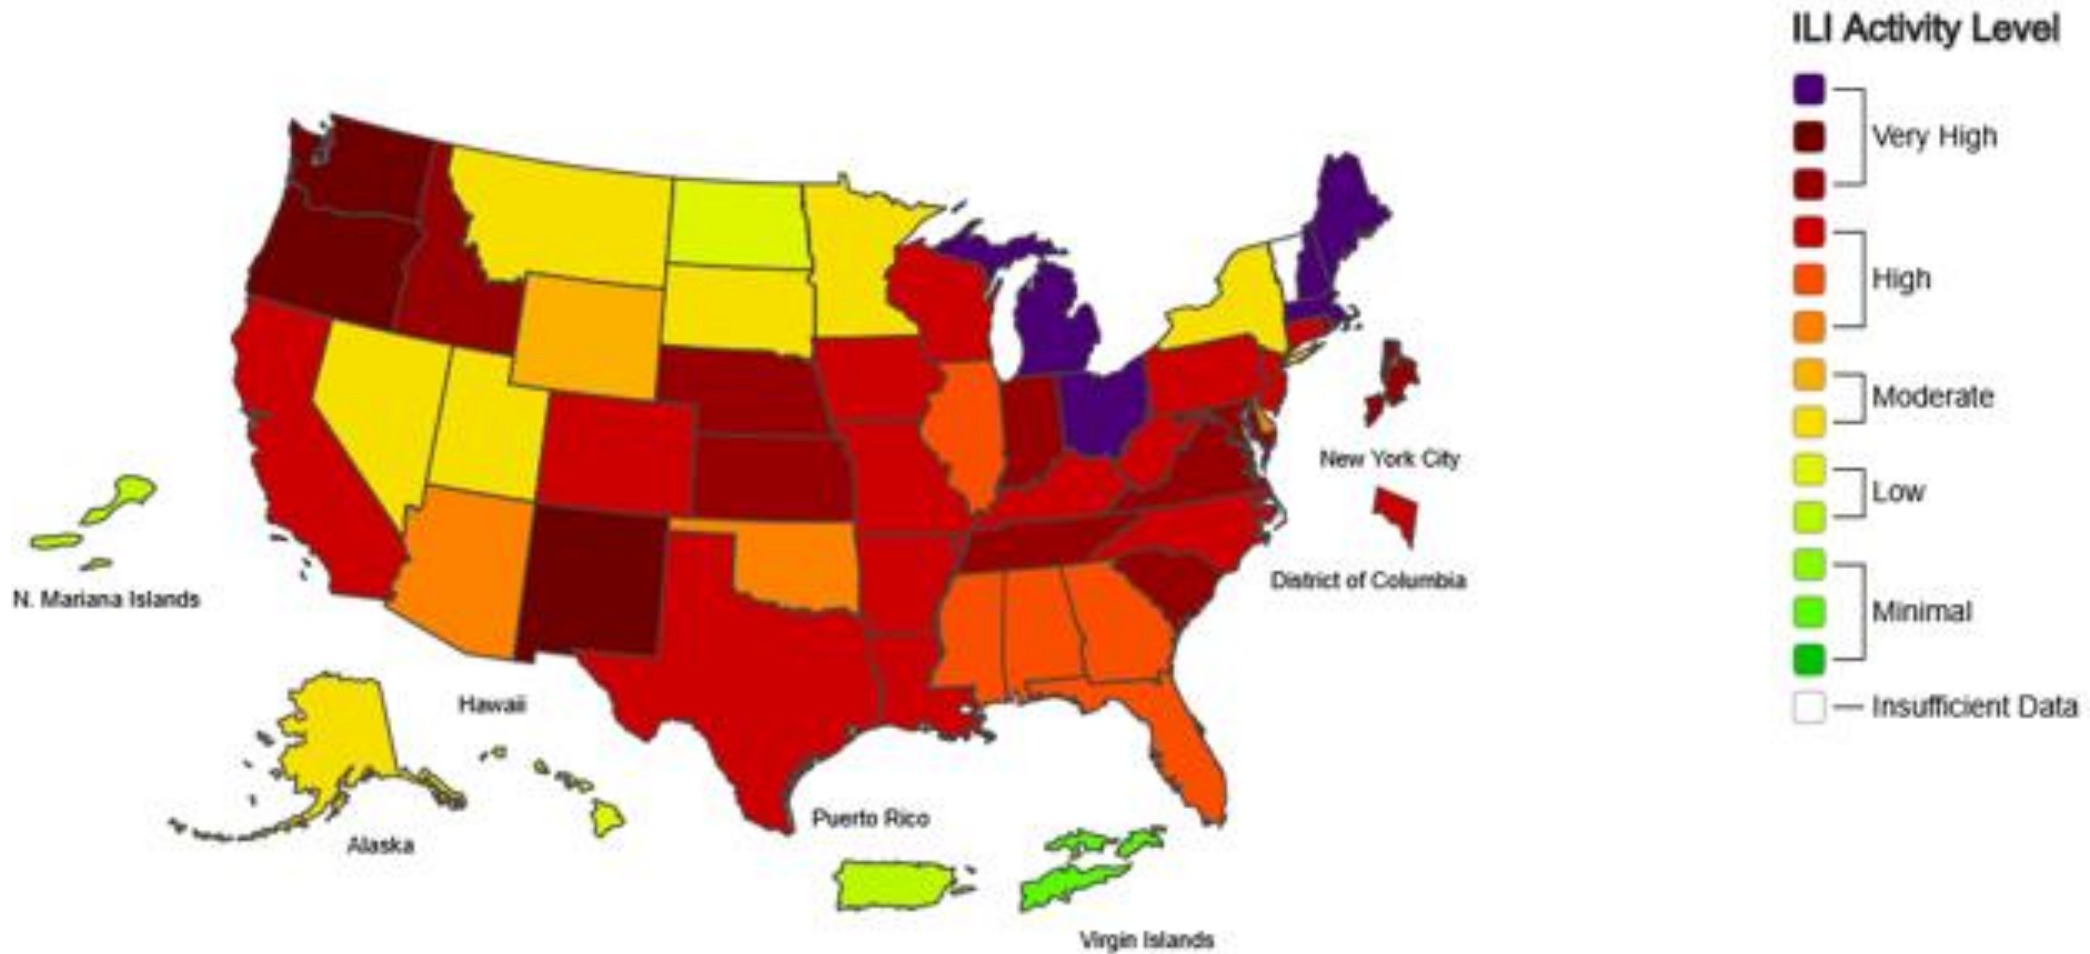 ILI Activity Level
Very High
High
Moderate
Low
Minimal
Insufficient Data
New York City
District of Columbia
N. Mariana Islands
Hawaii
Alaska
Puerto Rico
Virgin Islands